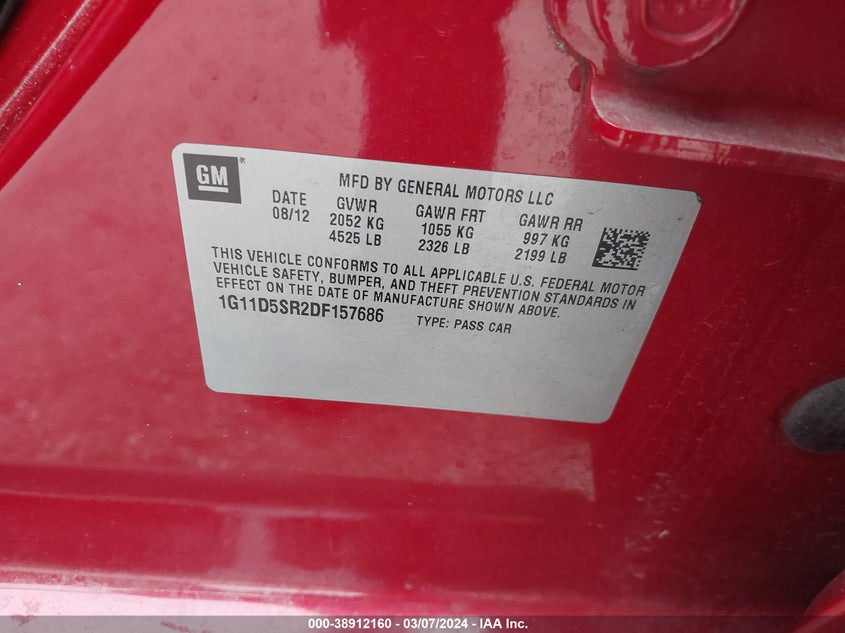 GM
MFD BY GENERAL MOTORS LLC
DATE GVWR GAWR FRT GAWR RR
08/12 2052 KG 1055 KG 997 KG
4525 LB 2326 LB 2199 LB
THIS VEHICLE CONFORMS TO ALL APPLICABLE U.S. FEDERAL MOTOR
VEHICLE SAFETY, BUMPER, AND THEFT PREVENTION STANDARDS IN
EFFECT ON THE DATE OF MANUFACTURE SHOWN ABOVE.
1G11D5SR2DF157686 TYPE: PASS CAR
000-38912160 - 03/07/2024 - IAA Inc.